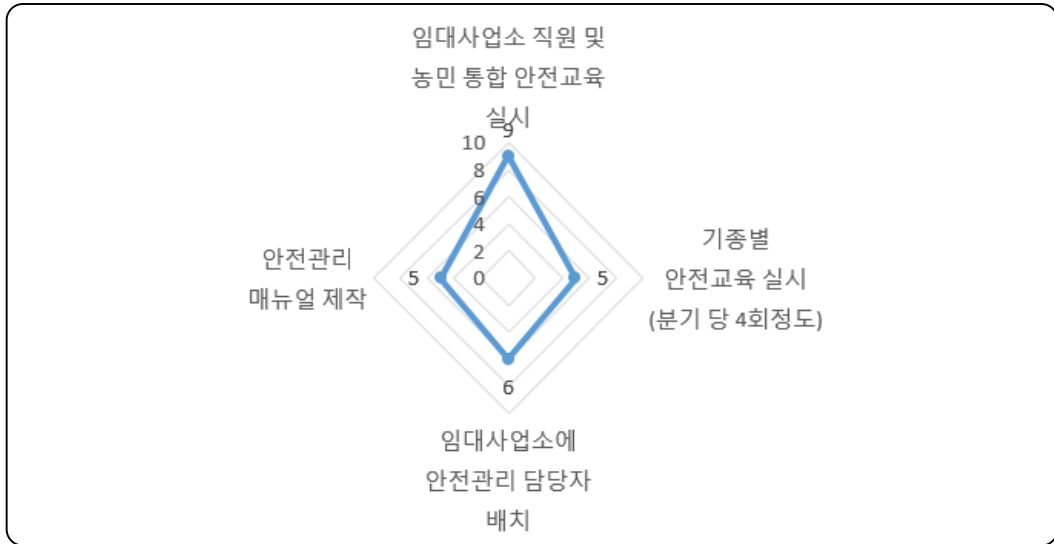 임대사업소 직원 및
농민 통합 안전교육
실시
9
10
8
6
4
2
0
기종별
안전교육 실시
(분기 당 4회정도)
5
6
임대사업소에
안전관리 담당자
배치
안전관리
매뉴얼 제작
5